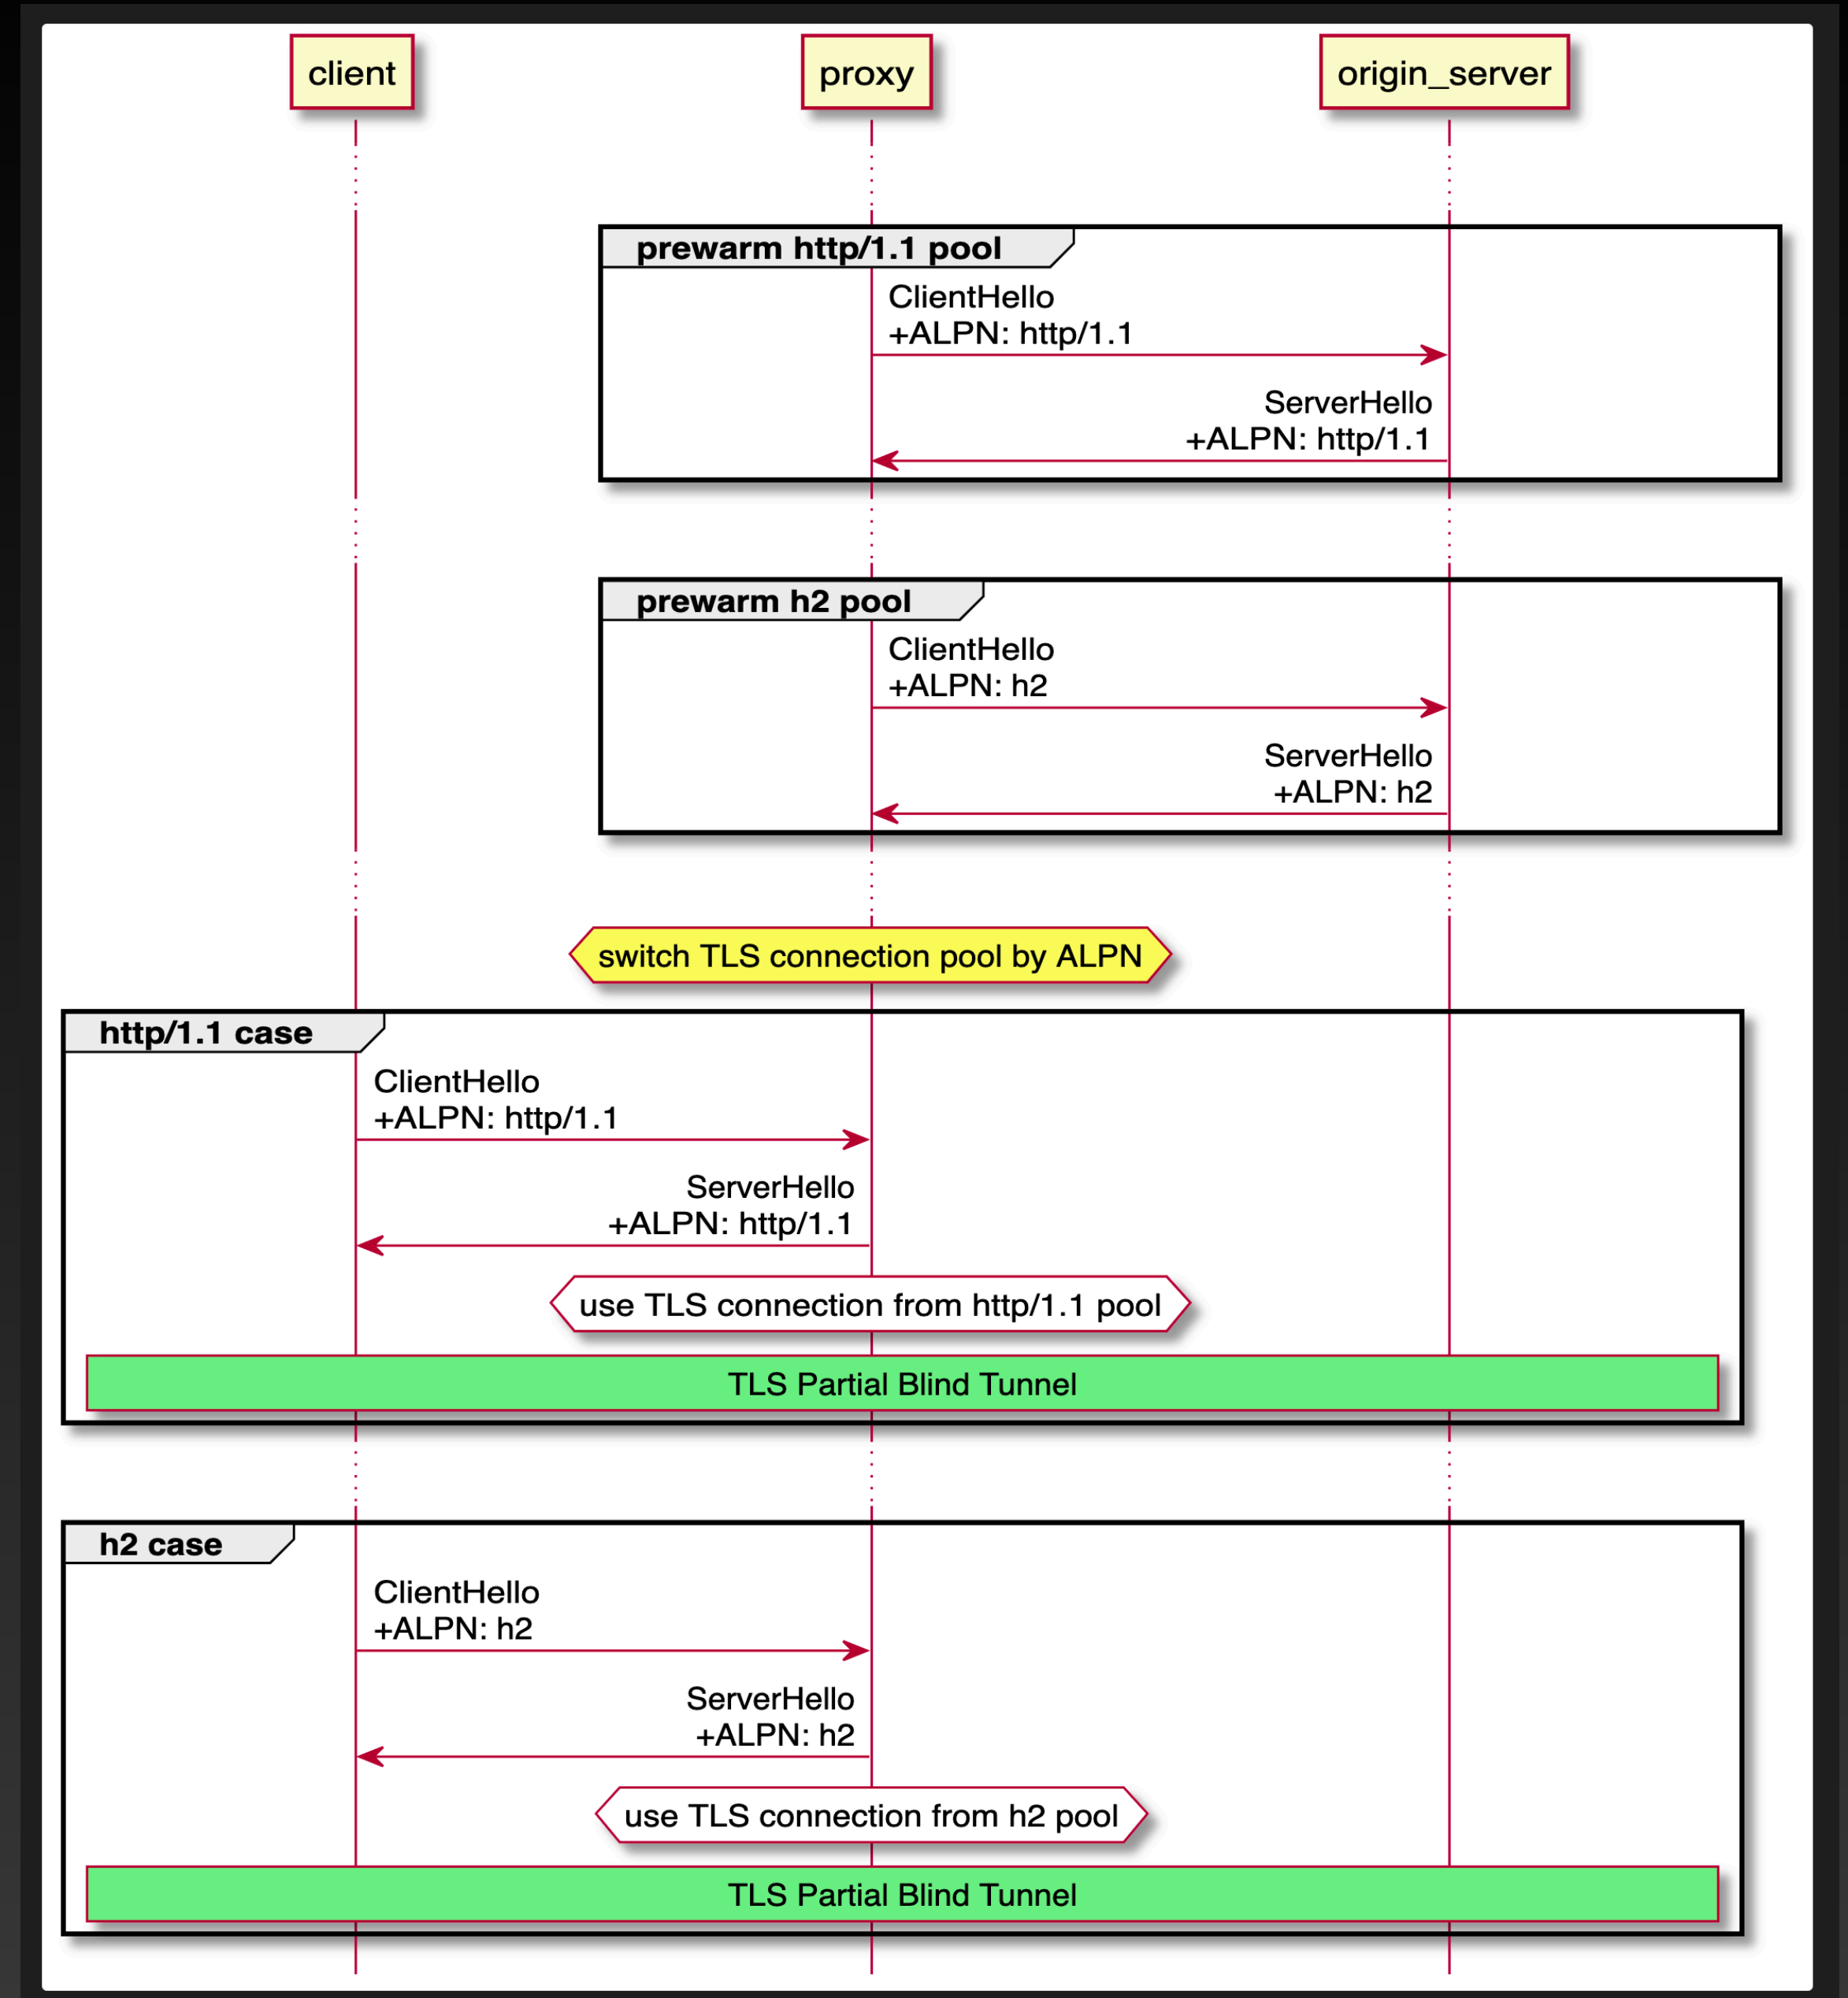 client
proxy
origin_server
prewarm http/1.1 pool
ClientHello
+ALPN: http/1.1
ServerHello
+ALPN: http/1.1
prewarm h2 pool
ClientHello
+ALPN: h2
ServerHello
+ALPN: h2
switch TLS connection pool by ALPN
http/1.1 case
ClientHello
+ALPN: http/1.1
ServerHello
+ALPN: http/1.1
use TLS connection from http/1.1 pool
TLS Partial Blind Tunnel
h2 case
ClientHello
+ALPN: h2
ServerHello
+ALPN: h2
use TLS connection from h2 pool
TLS Partial Blind Tunnel